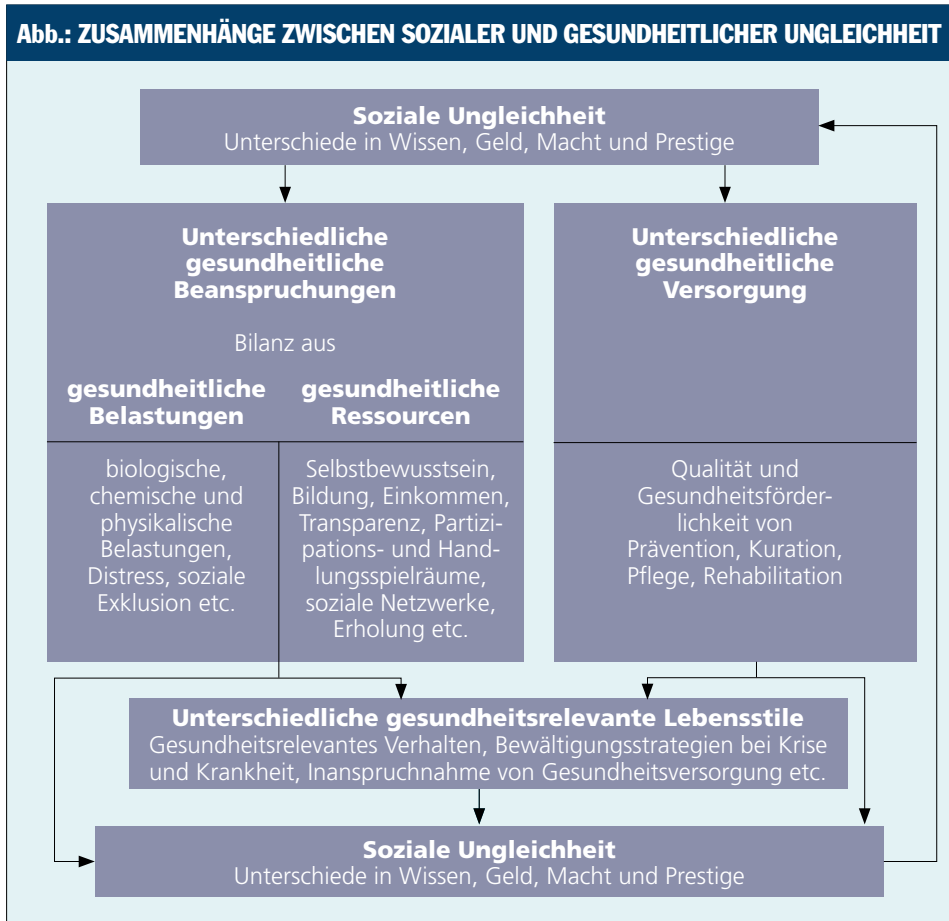 Abb.: ZUSAMMENHÄNGE ZWISCHEN SOZIALER UND GESUNDHEITLICHER UNGLEICHHEIT
Soziale Ungleichheit
Unterschiede in Wissen, Geld, Macht und Prestige
Unterschiedliche
gesundheitliche
Beanspruchungen
Bilanz aus
gesundheitliche
Belastungen
gesundheitliche
Ressourcen
biologische,
chemische und
physikalische
Belastungen,
Distress, soziale
Exklusion etc.
Selbstbewusstsein,
Bildung, Einkommen,
Transparenz, Partizi-
pations- und Hand-
lungsspielräume,
soziale Netzwerke,
Erholung etc.
Unterschiedliche
gesundheitliche
Versorgung
Qualität und
Gesundheitsförder-
lichkeit von
Prävention, Kuration,
Pflege, Rehabilitation
Unterschiedliche gesundheitsrelevante Lebensstile
Gesundheitsrelevantes Verhalten, Bewältigungsstrategien bei Krise
und Krankheit, Inanspruchnahme von Gesundheitsversorgung etc.
Soziale Ungleichheit
Unterschiede in Wissen, Geld, Macht und Prestige